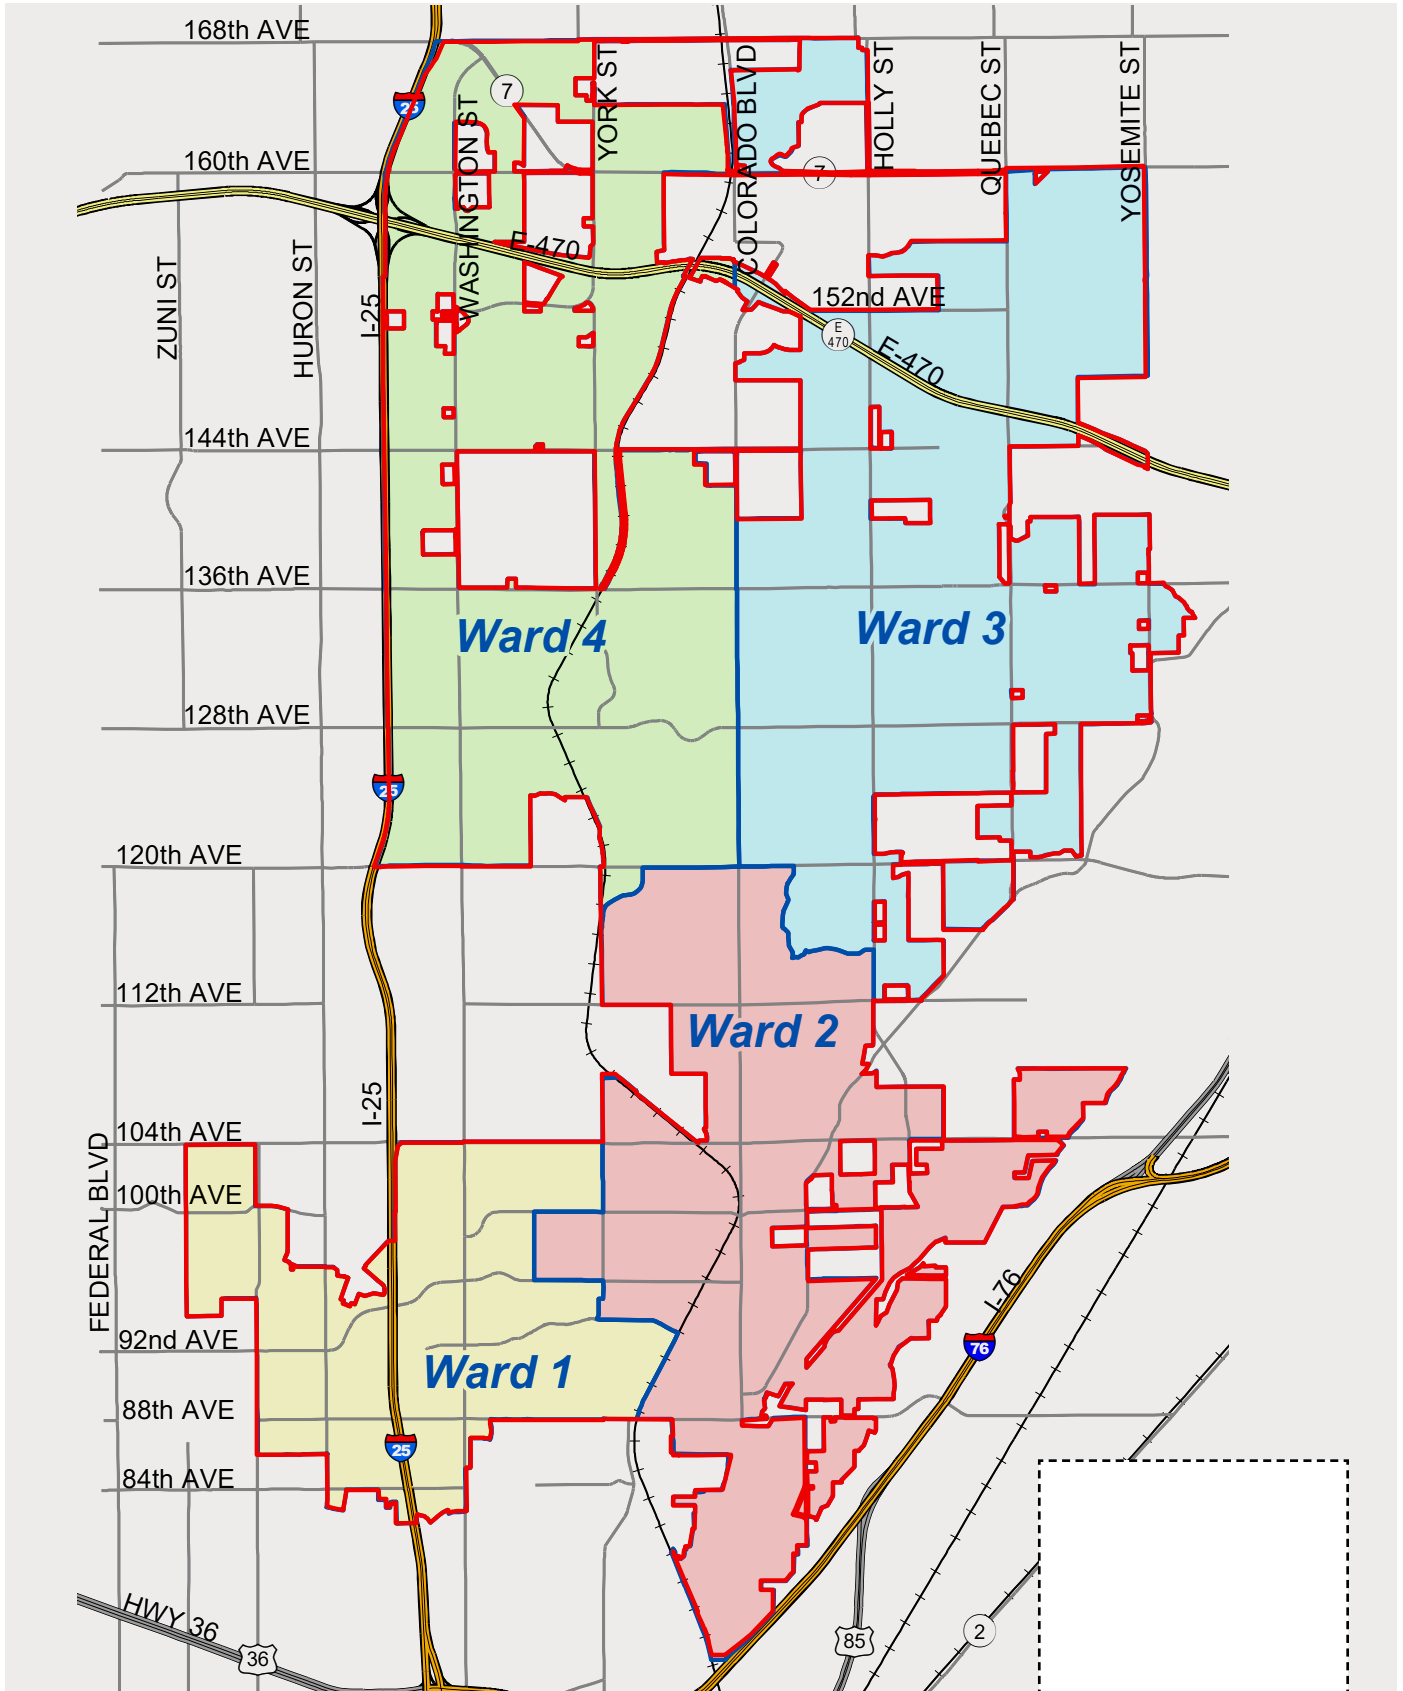 168th AVE
YORK ST
COLORADO BLVD
HOLLY ST
QUEBEC ST
YOSEMITE ST
7
25
WASHINGTON ST
160th AVE
7
E-470
ZUNI ST
HURON ST
I-25
152nd AVE
E
470
E-470
144th AVE
136th AVE
Ward 4
Ward 3
128th AVE
25
120th AVE
112th AVE
Ward 2
I-25
104th AVE
FEDERAL BLVD
100th AVE
I-76
92nd AVE
76
Ward 1
88th AVE
25
84th AVE
HWY 36
36
85
2